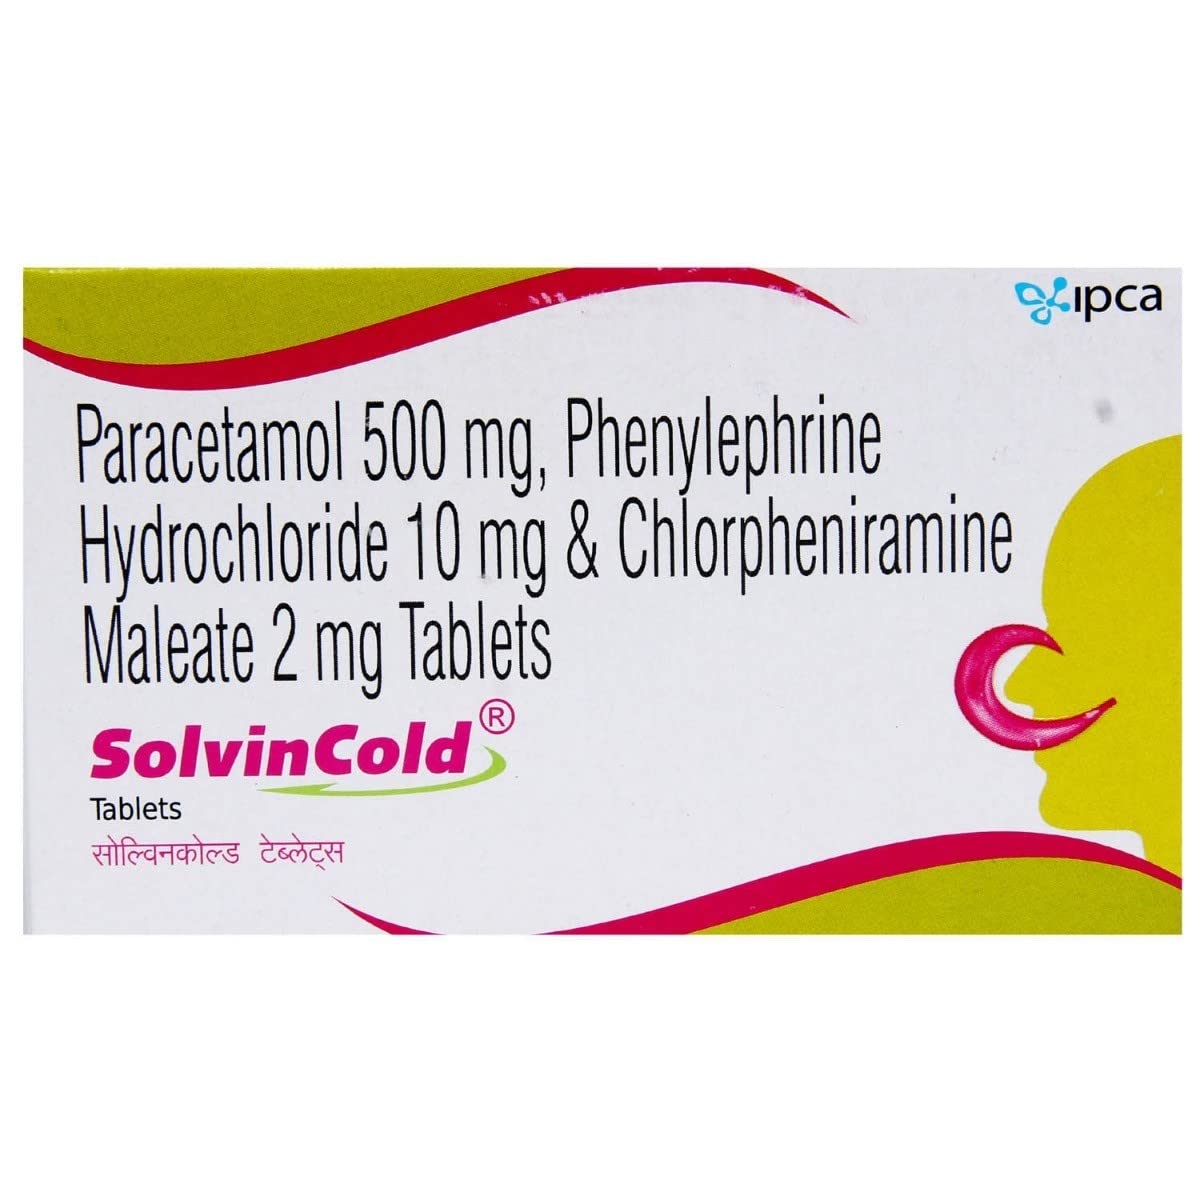 ipca
Paracetamol 500 mg, Phenylephrine
Hydrochloride 10 mg & Chlorpheniramine
Maleate 2 mg Tablets
SolvinCold®
Tablets
सोल्विनकोल्ड टेब्लेट्स